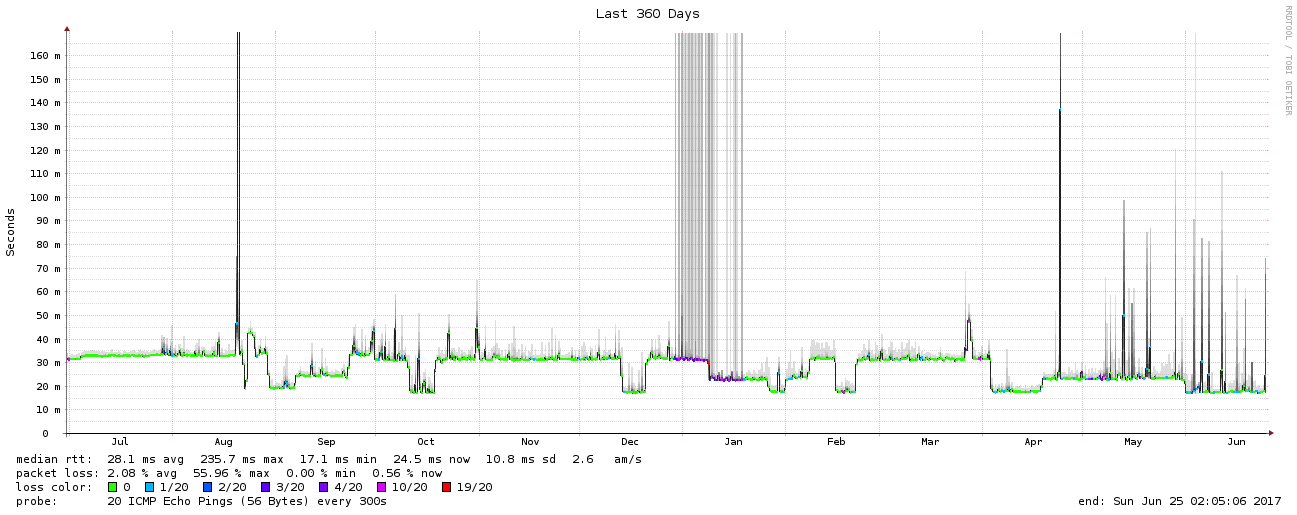 Last 360 Days
RRDTOOL / TOBI OETIKER
Seconds
160 m
150 m
140 m
130 m
120 m
110 m
100 m
90 m
80 m
70 m
60 m
50 m
40 m
30 m
20 m
10 m
0
Jul Aug Sep Oct Nov Dec Jan Feb Mar Apr May Jun
median rtt: 28.1 ms avg 235.7 ms max 17.1 ms min 24.5 ms now 10.8 ms sd 2.6 am/s
packet loss: 2.08 % avg 55.96 % max 0.00 % min 0.56 % now
loss color: 0 1/20 2/20 3/20 4/20 10/20 19/20
probe: 20 ICMP Echo Pings (56 Bytes) every 300s end: Sun Jun 25 02:05:06 2017